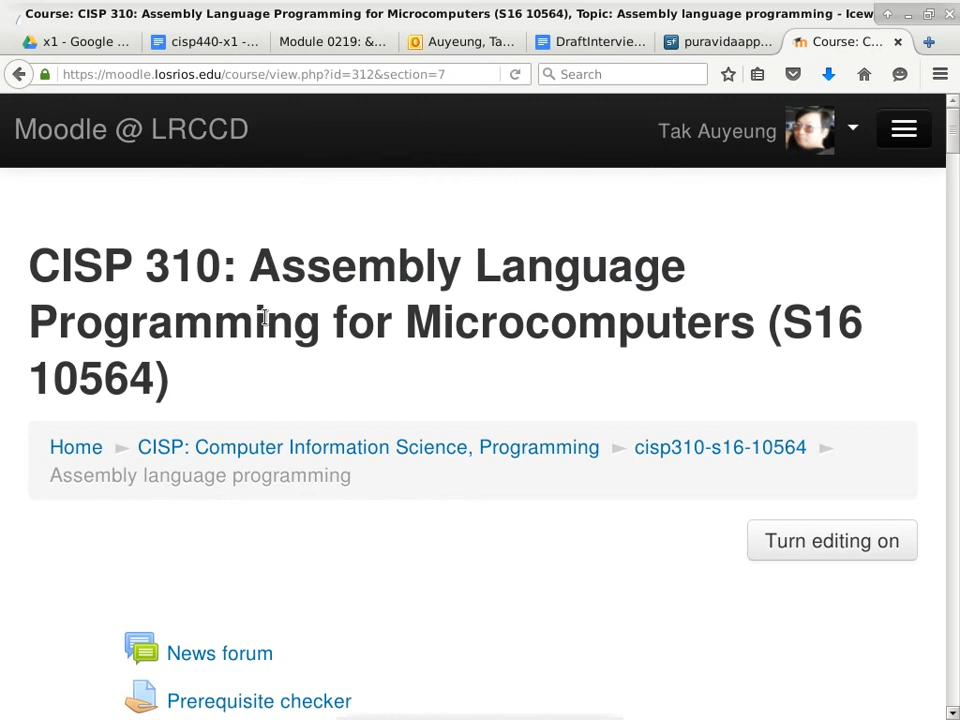 Course: CISP 310: Assembly Language Programming for Microcomputers (S16 10564), Topic: Assembly language programming - Icew
x1 - Google ...
cisp440-x1 -...
Module 0219: &...
Auyeung, Ta...
DraftIntervie...
puravidaapp...
Course: C...
https://moodle.losrios.edu/course/view.php?id=312&section=7
Search
Moodle @ LRCCD
Tak Auyeung
CISP 310: Assembly Language
Programming for Microcomputers (S16
10564)
Home ► CISP: Computer Information Science, Programming ► cisp310-s16-10564 ►
Assembly language programming
Turn editing on
News forum
Prerequisite checker